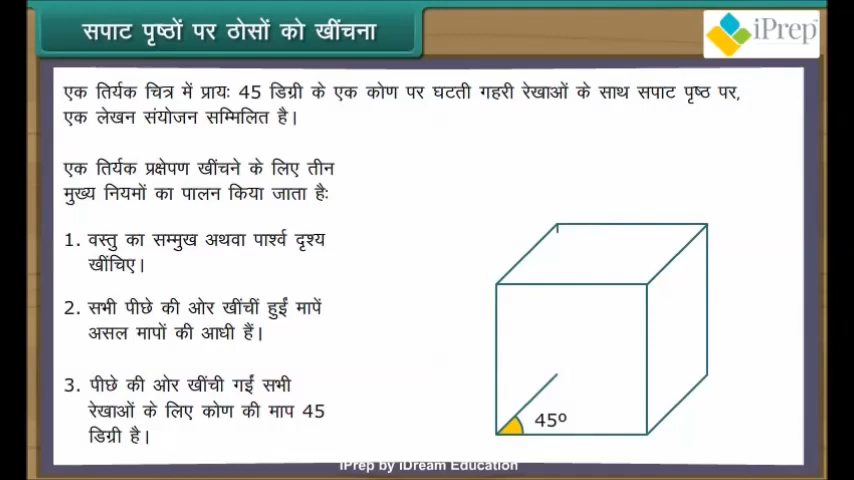 सपाट पृष्ठों पर ठोसों को खींचना
iPrep
एक तिर्यक चित्र में प्रायः 45 डिग्री के एक कोण पर घटती गहरी रेखाओं के साथ सपाट पृष्ठ पर,
एक लेखन संयोजन सम्मिलित है।
एक तिर्यक प्रक्षेपण खींचने के लिए तीन
मुख्य नियमों का पालन किया जाता हैः
1. वस्तु का सम्मुख अथवा पार्श्व दृश्य
खींचिए।
2. सभी पीछे की ओर खींचीं हुईं मापें
असल मापों की आधी हैं।
3. पीछे की ओर खींची गईं सभी
रेखाओं के लिए कोण की माप 45
डिग्री है।
45º
iPrep by iDream Education